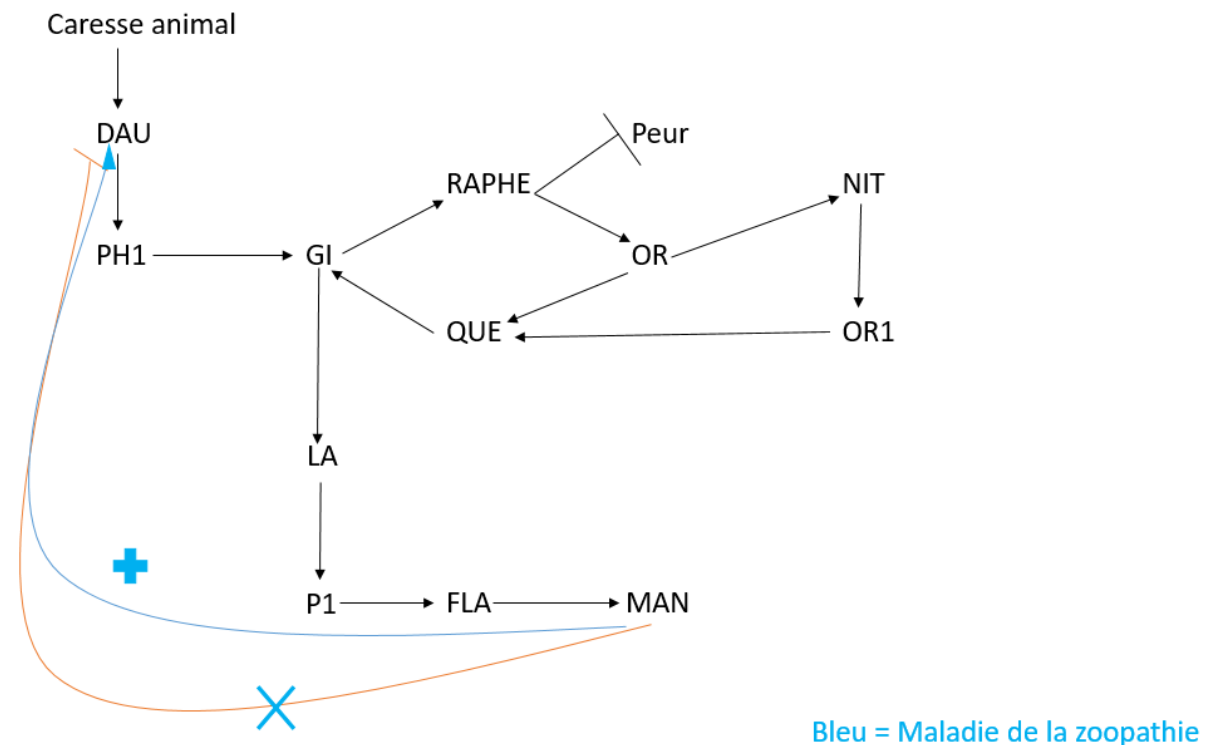 Caresse animal
DAU
Peur
RAPHE
NIT
PH1
GI
OR
QUE
OR1
LA
P1
FLA
MAN
Bleu = Maladie de la zoopathie